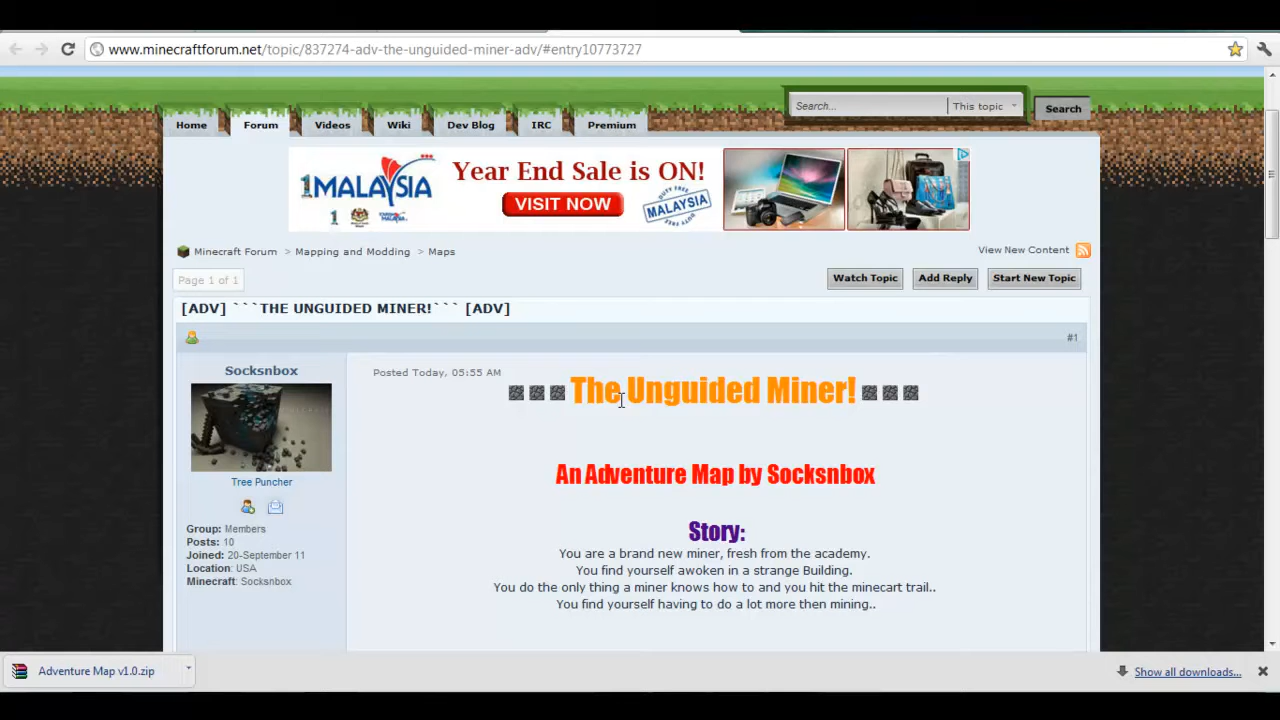 www.minecraftforum.net/topic/837274-adv-the-unguided-miner-adv/#entry10773727
Search...
This topic
Search
Home
Forum
Videos
Wiki
Dev Blog
IRC
Premium
1MALAYSIA
1
Year End Sale is ON!
VISIT NOW
DUTY FREE
MALAYSIA
Minecraft Forum > Mapping and Modding > Maps
View New Content
Page 1 of 1
Watch Topic
Add Reply
Start New Topic
[ADV] ```THE UNGUIDED MINER!``` [ADV]
#1
Socksnbox
Tree Puncher
Group: Members
Posts: 10
Joined: 20-September 11
Location: USA
Minecraft: Socksnbox
Posted Today, 05:55 AM
The Unguided Miner!
An Adventure Map by Socksnbox
Story:
You are a brand new miner, fresh from the academy.
You find yourself awoken in a strange Building.
You do the only thing a miner knows how to and you hit the minecart trail..
You find yourself having to do a lot more then mining..
Adventure Map v1.0.zip
Show all downloads...